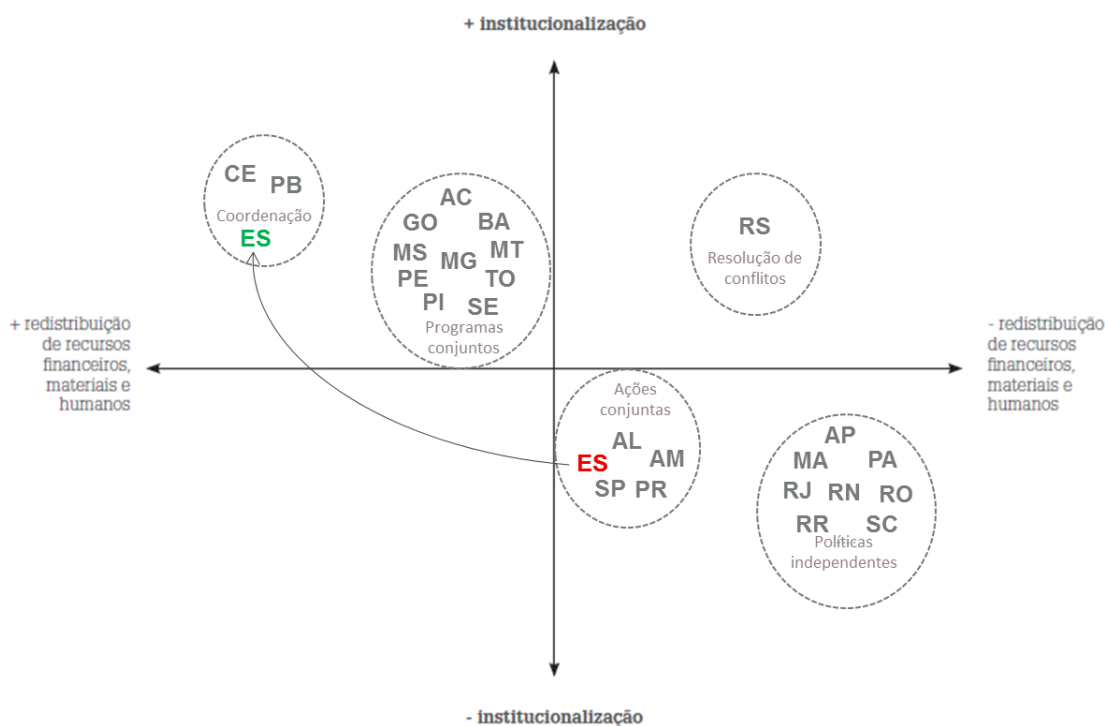 + institucionalização
CE
PB
Coordenação
ES
AC
GO
BA
MS
MG
MT
PE
TO
PI
SE
Programas
conjuntos
RS
Resolução de
conflitos
+ redistribuição
de recursos
financeiros,
materiais e
humanos
- redistribuição
de recursos
financeiros,
materiais e
humanos
Ações
conjuntas
AL
ES
AM
SP PR
AP
MA
PA
RJ RN RO
RR SC
Políticas
independentes
- institucionalização